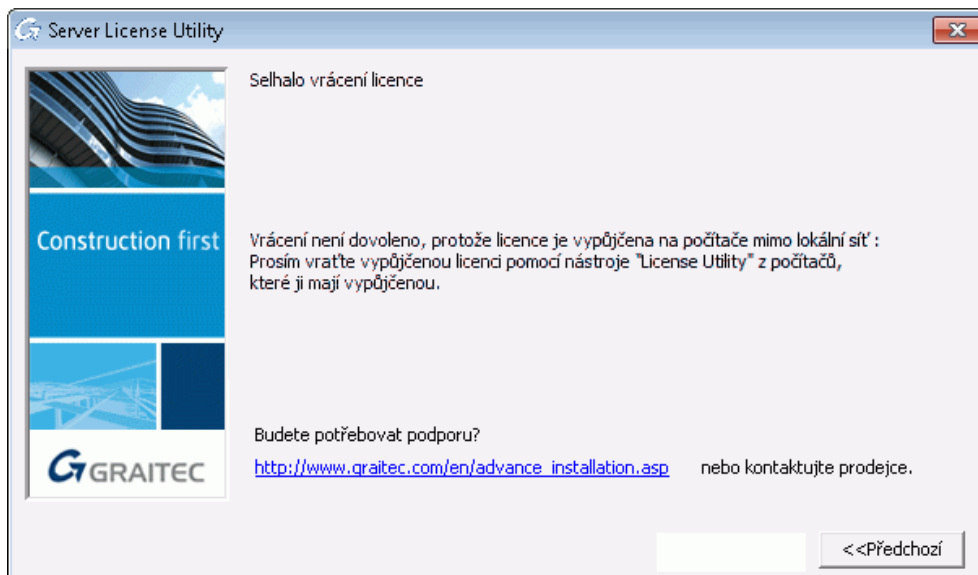 Server License Utility
Selhalo vrácení licence
Construction first
Vrácení není dovoleno, protože licence je vypůjčena na počítače mimo lokální síť :
Prosím vraťte vypůjčenou licenci pomocí nástroje "License Utility" z počítačů,
které ji mají vypůjčenou.
Budete potřebovat podporu?
http://www.graitec.com/en/advance_installation.asp nebo kontaktujte prodejce.
GRAITEC
<<Předchozí